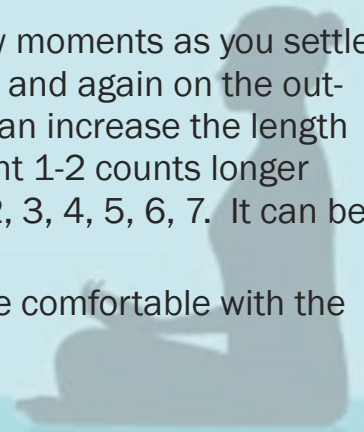 moments as you settle
and again on the out-
an increase the length
nt 1-2 counts longer
2, 3, 4, 5, 6, 7. It can be
e comfortable with the